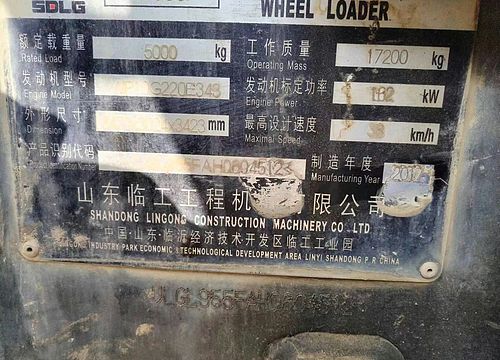 SDLG
WHEEL LOADER
额定载重量 5000 kg 工作质量 17200 kg
Rated Load Operating Mass
发动机型号 G220E343 发动机标定功率 162 kW
Engine Model Engine Power
外形尺寸 3423 mm 最高设计速度 38 km/h
Dimension Maximal Speed
产品识别代码 制造年度 2012
Manufacturing Year
山东临工工程机 有限公司
SHANDONG LINGONG CONSTRUCTION MACHINERY CO.,LTD
中国·山东·临沂经济技术开发区临工工业园
INDUSTRY PARK ECONOMIC & TECHNOLOGICAL DEVELOPMENT AREA LINYI SHANDONG P R CHINA